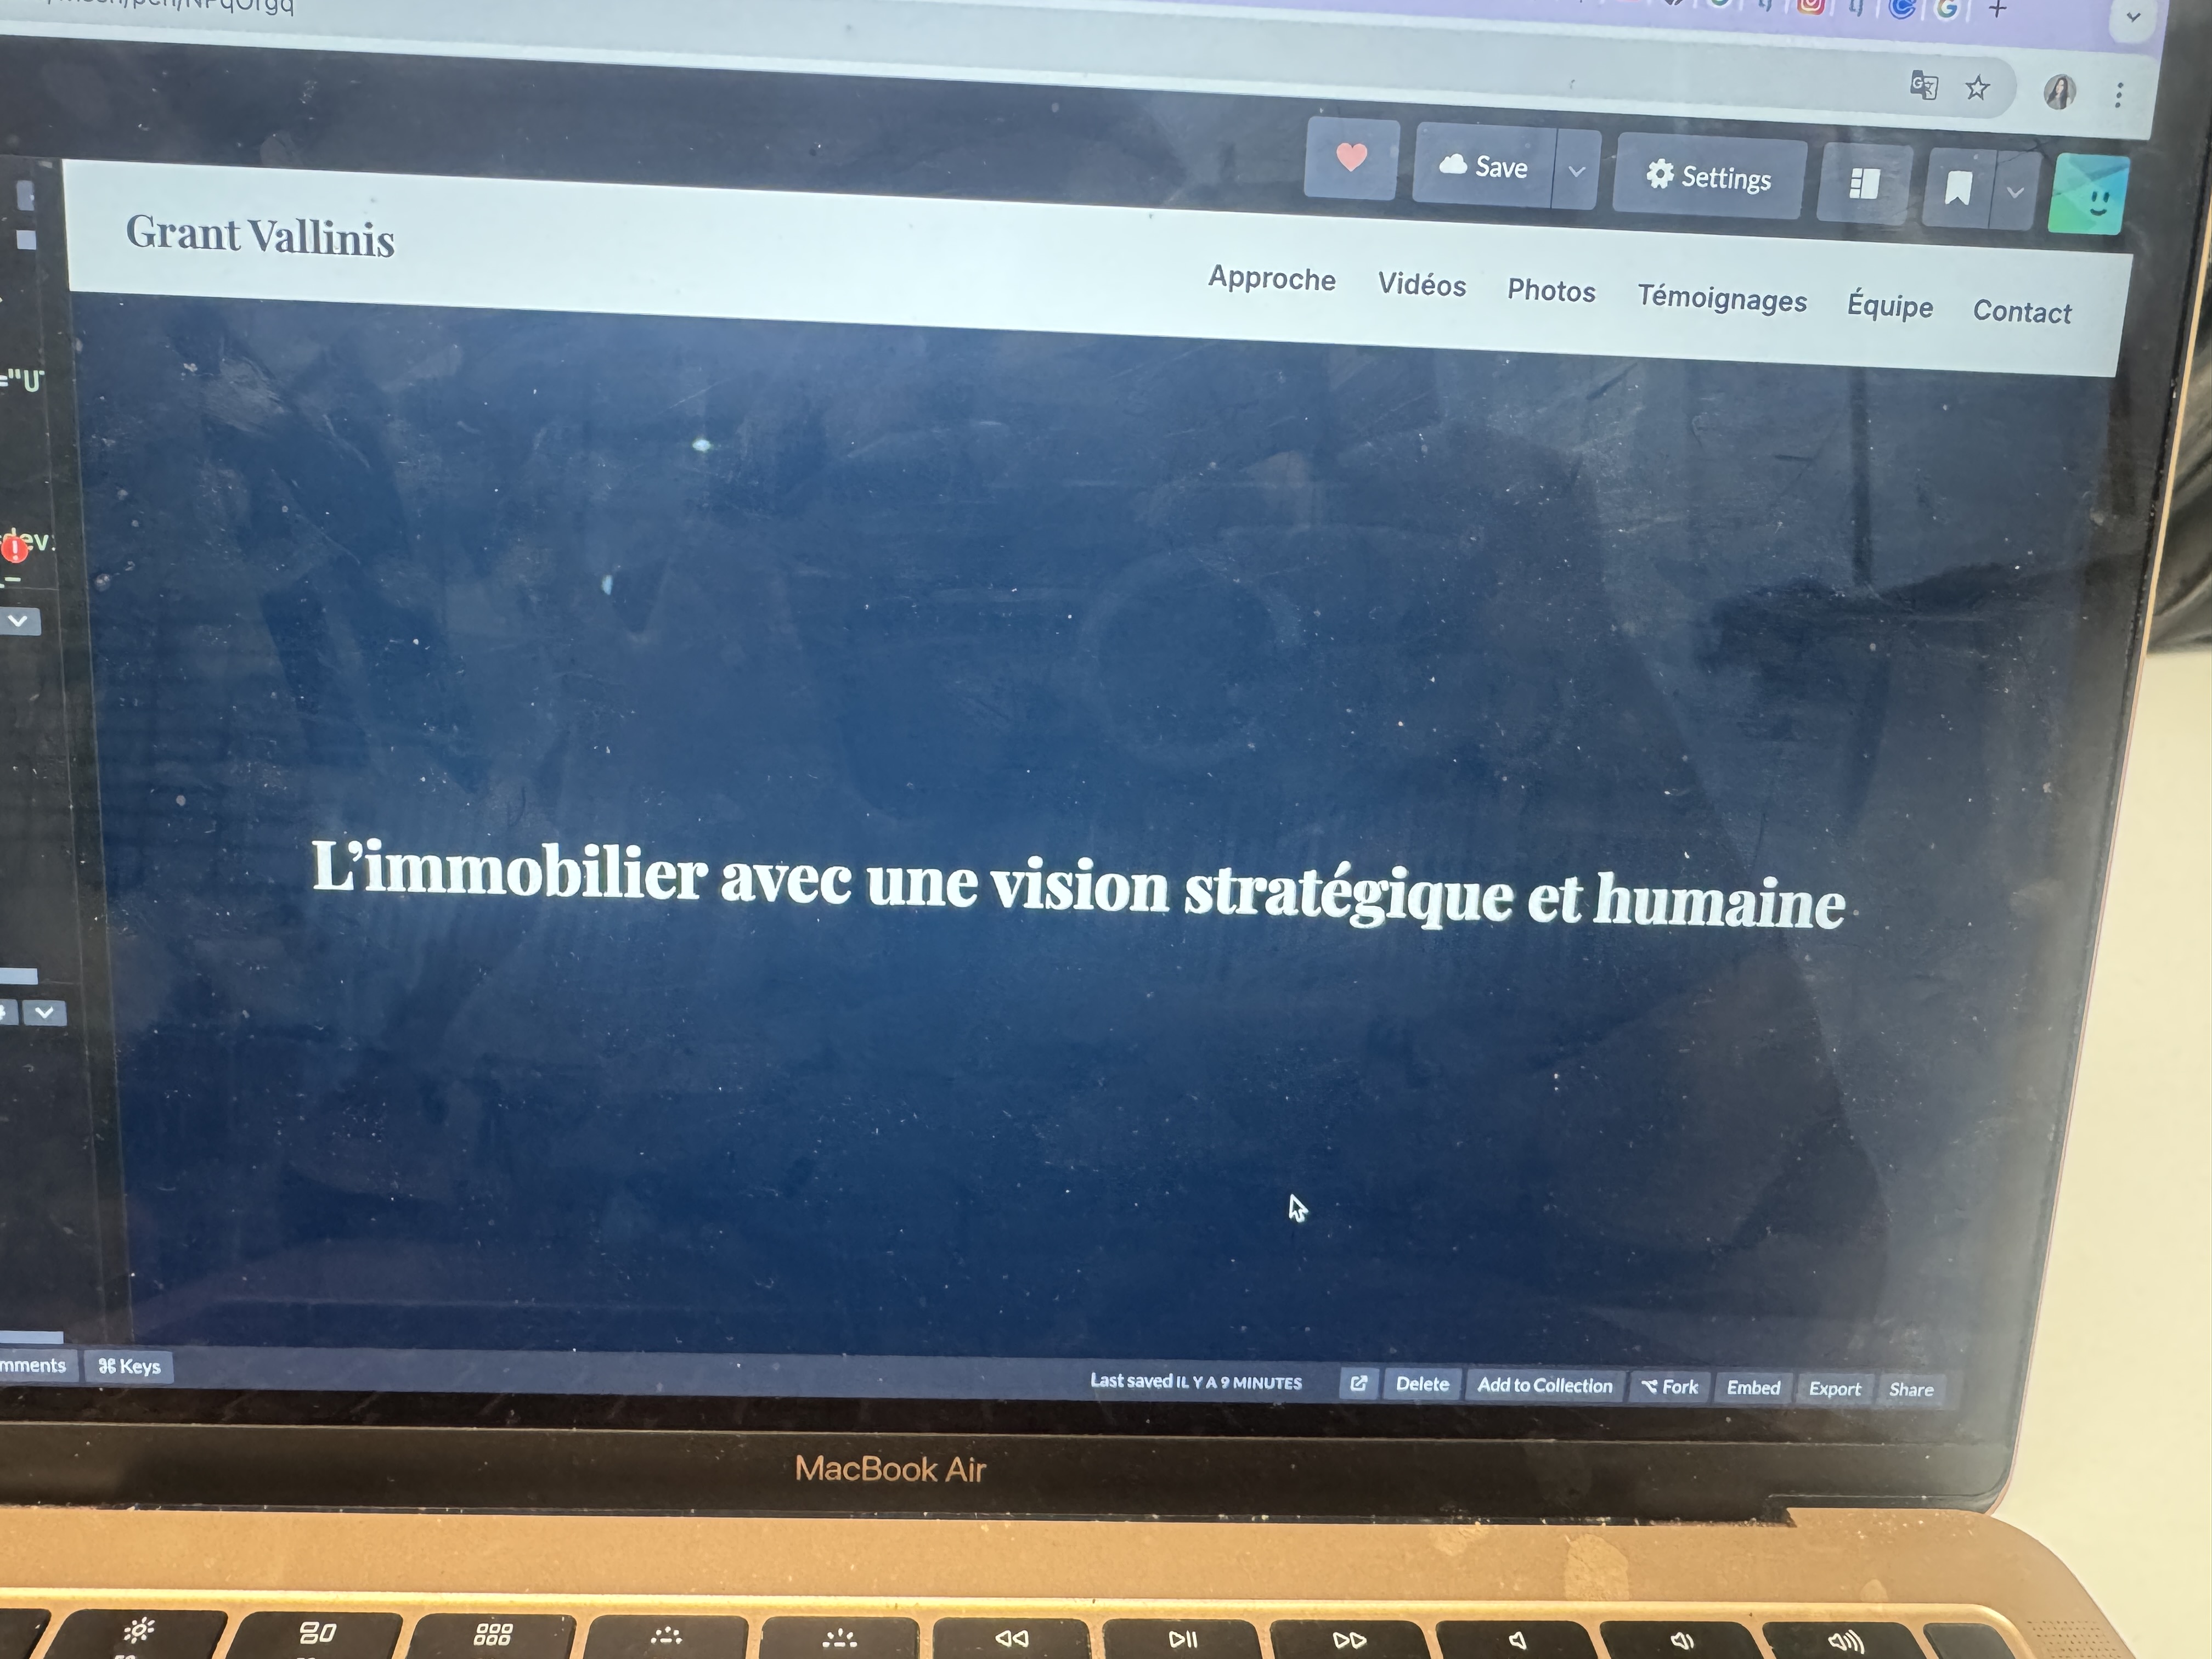 Save
Settings
Grant Vallinis
Approche Vidéos Photos Témoignages Équipe Contact
="U
dev.
L’immobilier avec une vision stratégique et humaine
mments ⌘ Keys
Last saved IL Y A 9 MINUTES Delete Add to Collection Fork Embed Export Share
MacBook Air